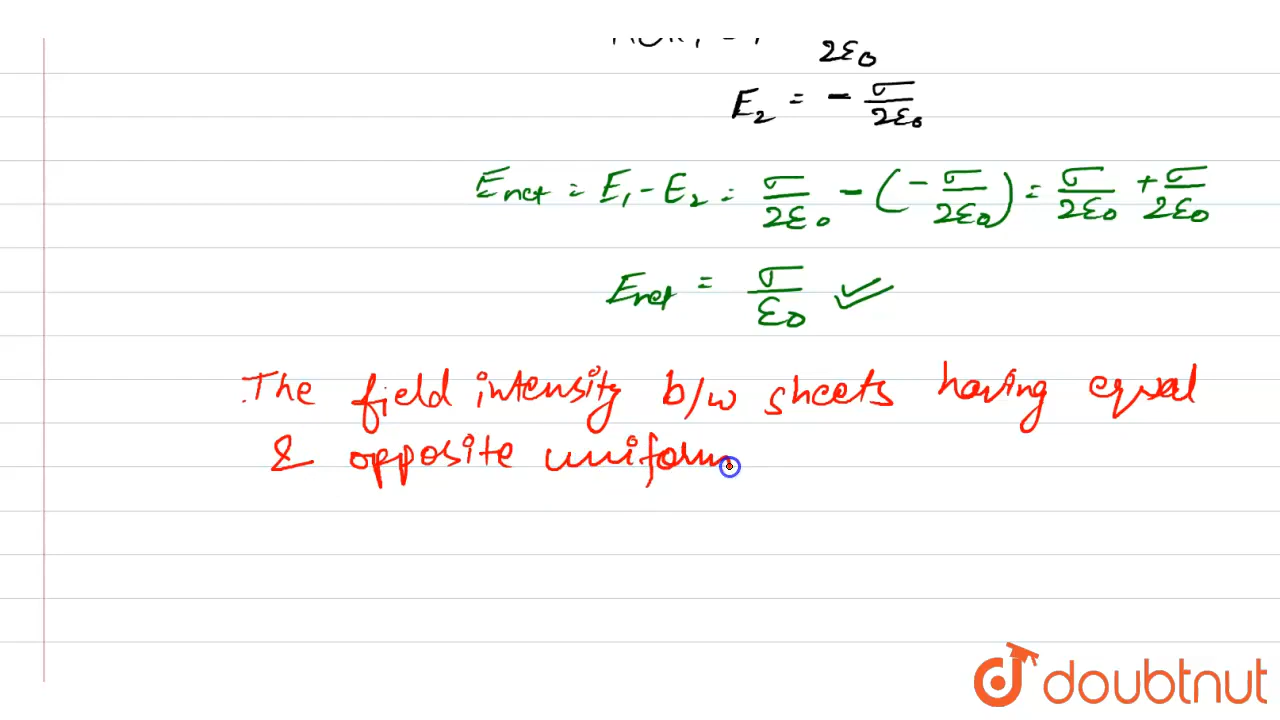 2ε₀
E₂ = - σ/2ε₀
Enet = E₁ - E₂ = σ/2ε₀ - (- σ/2ε₀) = σ/2ε₀ + σ/2ε₀
Enet = σ/ε₀
The field intensity b/w sheets having equal
& opposite uniform
doubtnut